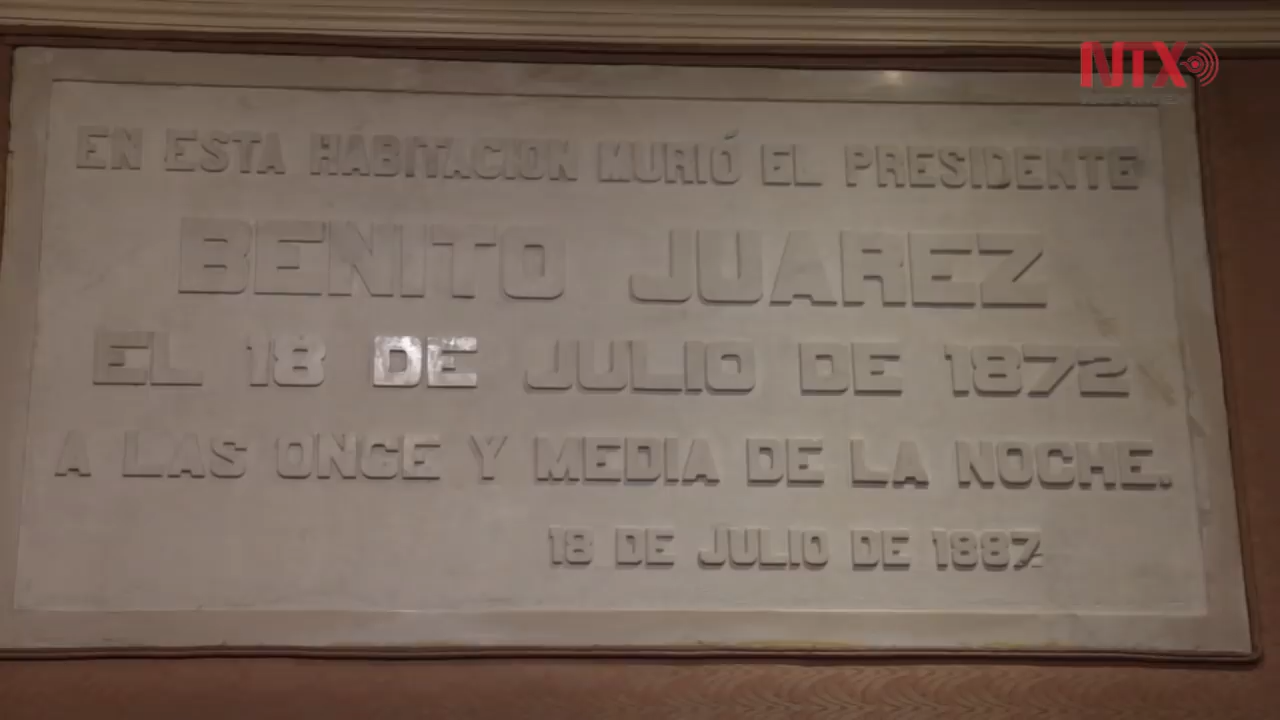 NTX
EN ESTA HABITACION MURIÓ EL PRESIDENTE
BENITO JUAREZ
EL 18 DE JULIO DE 1872
A LAS ONCE Y MEDIA DE LA NOCHE.
18 DE JULIO DE 1887